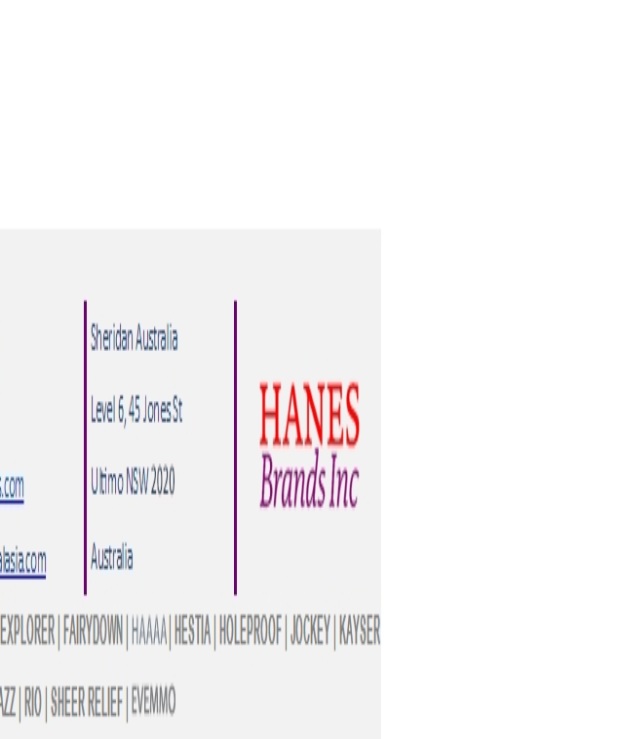 Sheridan Australia
Level 6, 45 Jones St
Ultimo NSW 2020
Australia
s.com
alasia.com
HANES
Brands Inc
EXPLORER | FAIRYDOWN | HAAAA | HESTIA | HOLEPROOF | JOCKEY | KAYSER
AZZ | RIO | SHEER RELIEF | EVEMMO